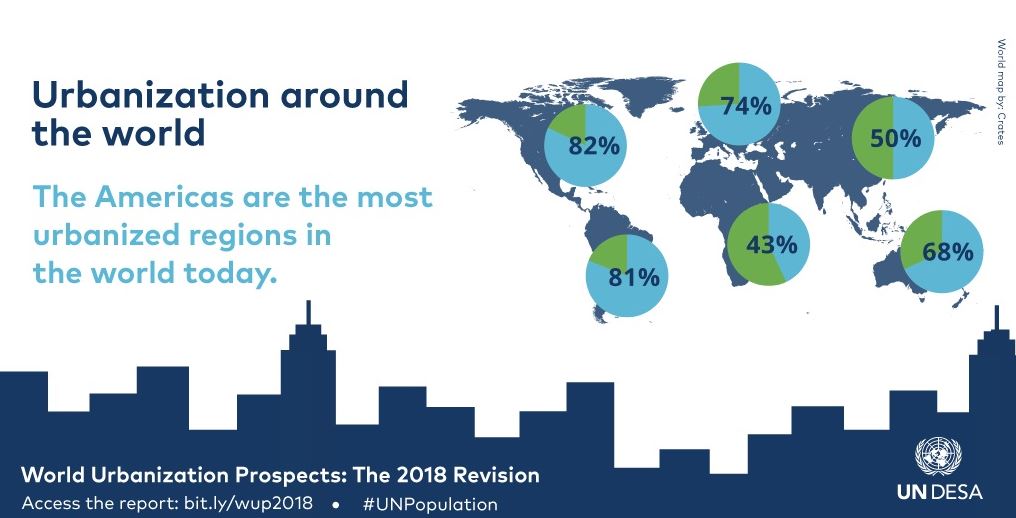 Urbanization around
the world
The Americas are the most
urbanized regions in
the world today.
82%
74%
50%
81%
43%
68%
World map by: Crates
World Urbanization Prospects: The 2018 Revision
Access the report: bit.ly/wup2018 • #UNPopulation
UN DESA